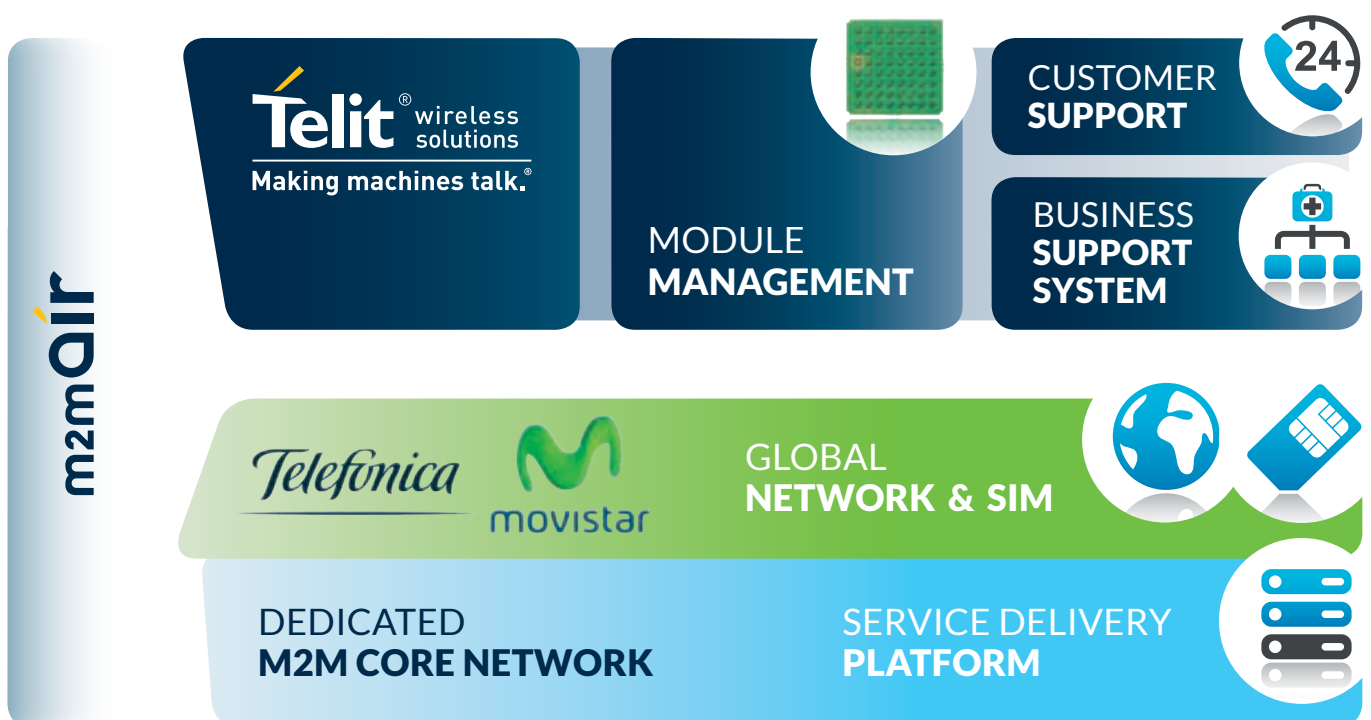 m2mair
Telit® wireless
solutions
Making machines talk.®
MODULE
MANAGEMENT
CUSTOMER
SUPPORT
24
BUSINESS
SUPPORT
SYSTEM
Telefónica
movistar
GLOBAL
NETWORK & SIM
DEDICATED
M2M CORE NETWORK
SERVICE DELIVERY
PLATFORM